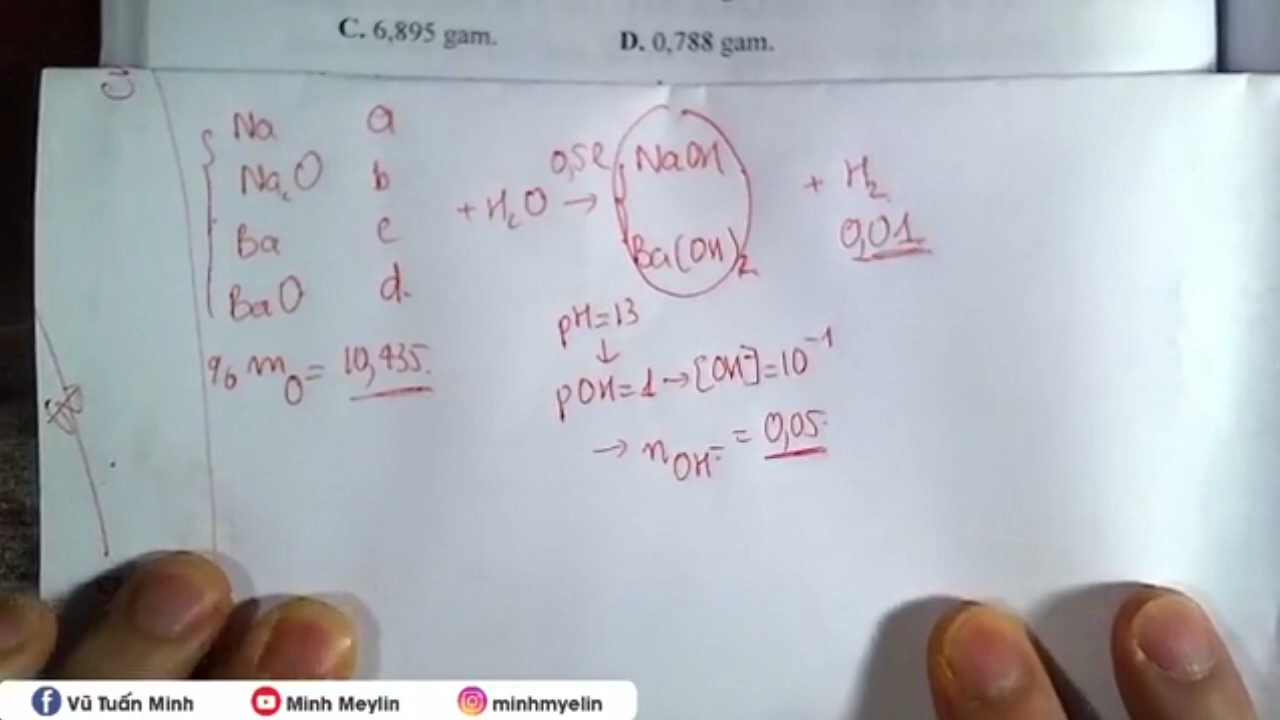 C. 6,895 gam. D. 0,788 gam.
Na a
Na₂O b
Ba c
BaO d.
+ H₂O 0,5l → NaOH
Ba(OH)₂
+ H₂
0,01
% mO = 10,435.
pH = 13
↓
pOH = 1 → [OH⁻] = 10⁻¹
→ nOH⁻ = 0,05.
Vũ Tuấn Minh Minh Meylin minhmyelin